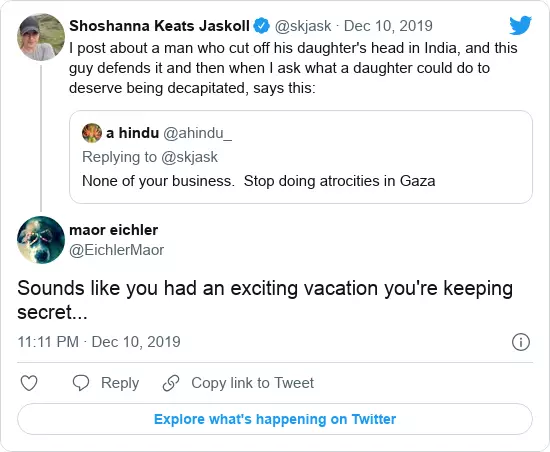 Shoshanna Keats Jaskoll @skjask · Dec 10, 2019
I post about a man who cut off his daughter's head in India, and this
guy defends it and then when I ask what a daughter could do to
deserve being decapitated, says this:
a hindu @ahindu_
Replying to @skjask
None of your business.  Stop doing atrocities in Gaza
maor eichler
@EichlerMaor
Sounds like you had an exciting vacation you're keeping
secret...
11:11 PM · Dec 10, 2019
Reply
Copy link to Tweet
Explore what's happening on Twitter